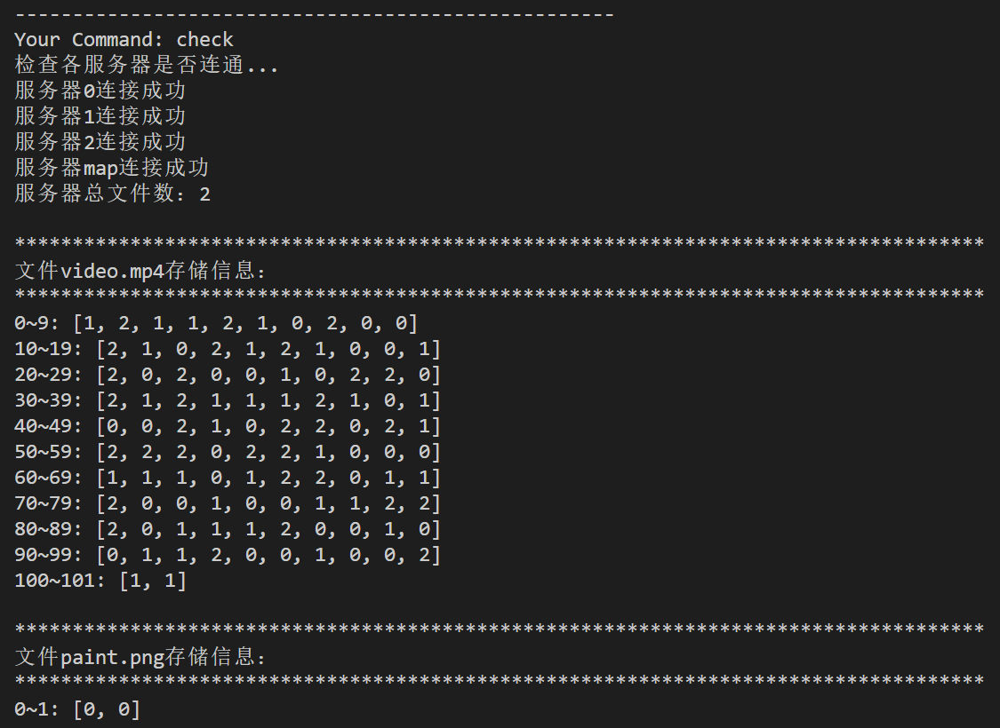 ----------------------------------------------------
Your Command: check
检查各服务器是否连通...
服务器0连接成功
服务器1连接成功
服务器2连接成功
服务器map连接成功
服务器总文件数：2
*************************************************************************************
文件video.mp4存储信息：
*************************************************************************************
0~9: [1, 2, 1, 1, 2, 1, 0, 2, 0, 0]
10~19: [2, 1, 0, 2, 1, 2, 1, 0, 0, 1]
20~29: [2, 0, 2, 0, 0, 1, 0, 2, 2, 0]
30~39: [2, 1, 2, 1, 1, 1, 2, 1, 0, 1]
40~49: [0, 0, 2, 1, 0, 2, 2, 0, 2, 1]
50~59: [2, 2, 2, 0, 2, 2, 1, 0, 0, 0]
60~69: [1, 1, 1, 0, 1, 2, 2, 0, 1, 1]
70~79: [2, 0, 0, 1, 0, 0, 1, 1, 2, 2]
80~89: [2, 0, 1, 1, 1, 2, 0, 0, 1, 0]
90~99: [0, 1, 1, 2, 0, 0, 1, 0, 0, 2]
100~101: [1, 1]
*************************************************************************************
文件paint.png存储信息：
*************************************************************************************
0~1: [0, 0]